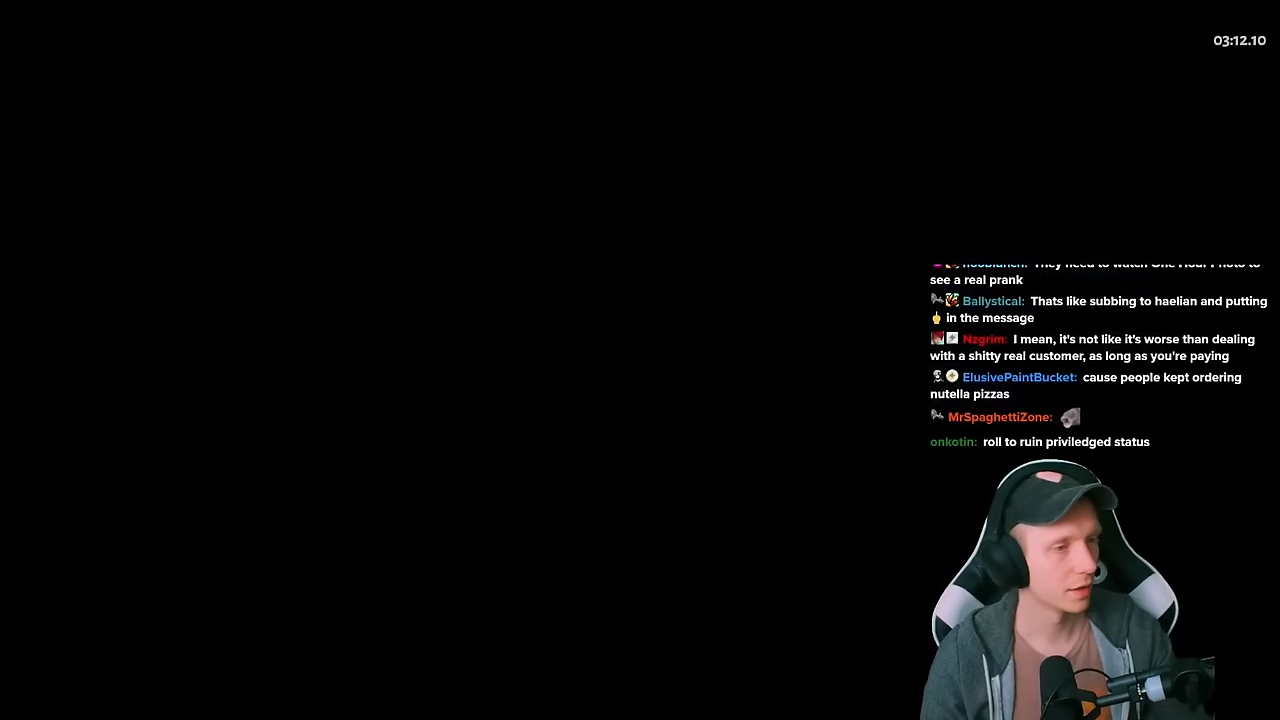 03:12.10
see a real prank
Ballystical: Thats like subbing to haelian and putting
in the message
Nzgrim: I mean, it's not like it's worse than dealing
with a shitty real customer, as long as you're paying
ElusivePaintBucket: cause people kept ordering
nutella pizzas
MrSpaghettiZone:
onkotin: roll to ruin priviledged status